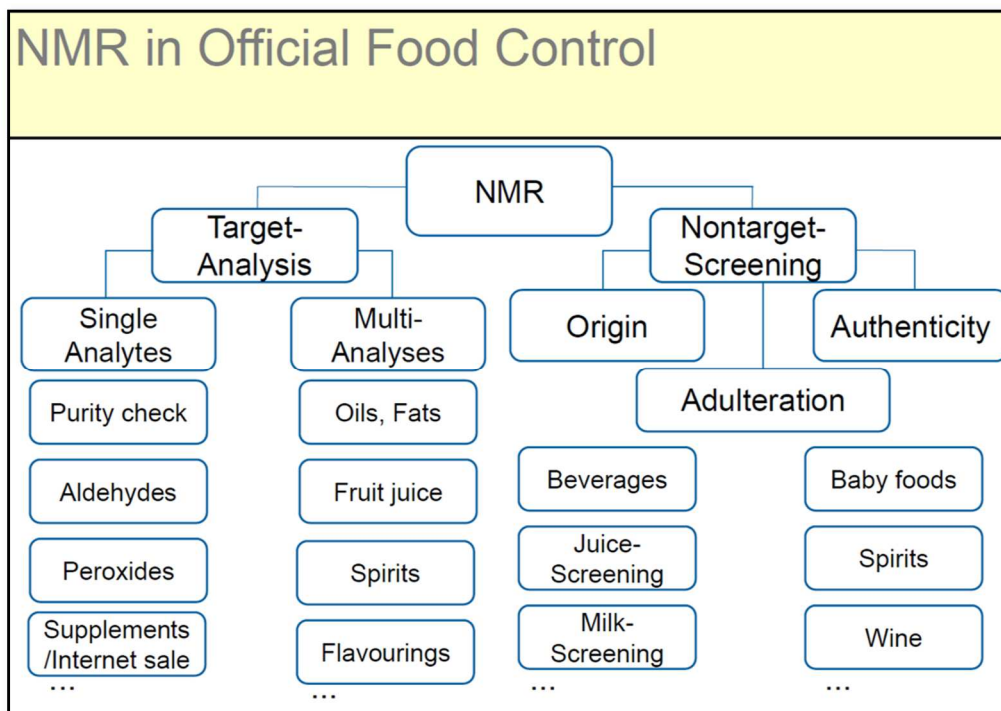 NMR in Official Food Control
NMR
Target-
Analysis
Nontarget-
Screening
Single
Analytes
Multi-
Analyses
Origin
Authenticity
Adulteration
Purity check
Aldehydes
Peroxides
Supplements
/Internet sale
...
Oils, Fats
Fruit juice
Spirits
Flavourings
...
Beverages
Juice-
Screening
Milk-
Screening
...
Baby foods
Spirits
Wine
...